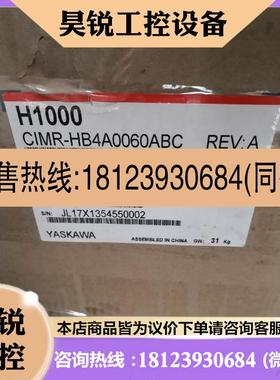 昊锐工控设备
H1000
CIMR-HB4A0060ABC REV:A
售热线:18123930684(同
S/N: JL17X1354550002
YASKAWA ASSEMBLED IN CHINA GW: 31 Kg
昊锐
工控
本店商品皆为议价下单请咨询客服
咨询热线:18123930684(微